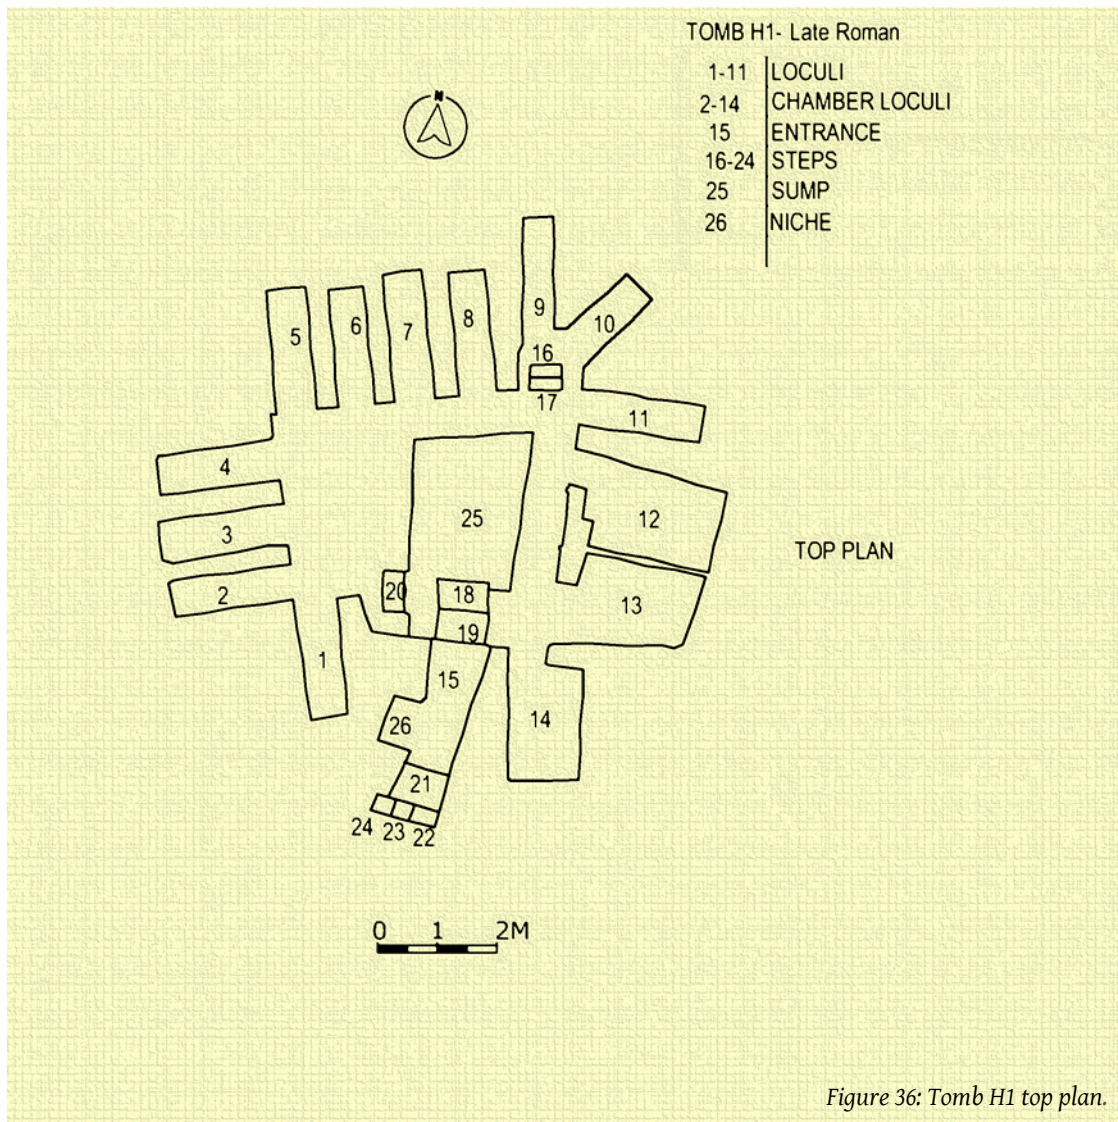 TOMB H1- Late Roman
1-11 LOCULI
2-14 CHAMBER LOCULI
15 ENTRANCE
16-24 STEPS
25 SUMP
26 NICHE
N
9
10
5 6 7 8
16
17
11
4
25
12
TOP PLAN
3
20 18
2
13
19
1
15
14
26
21
24 23 22
0 1 2M
Figure 36: Tomb H1 top plan.